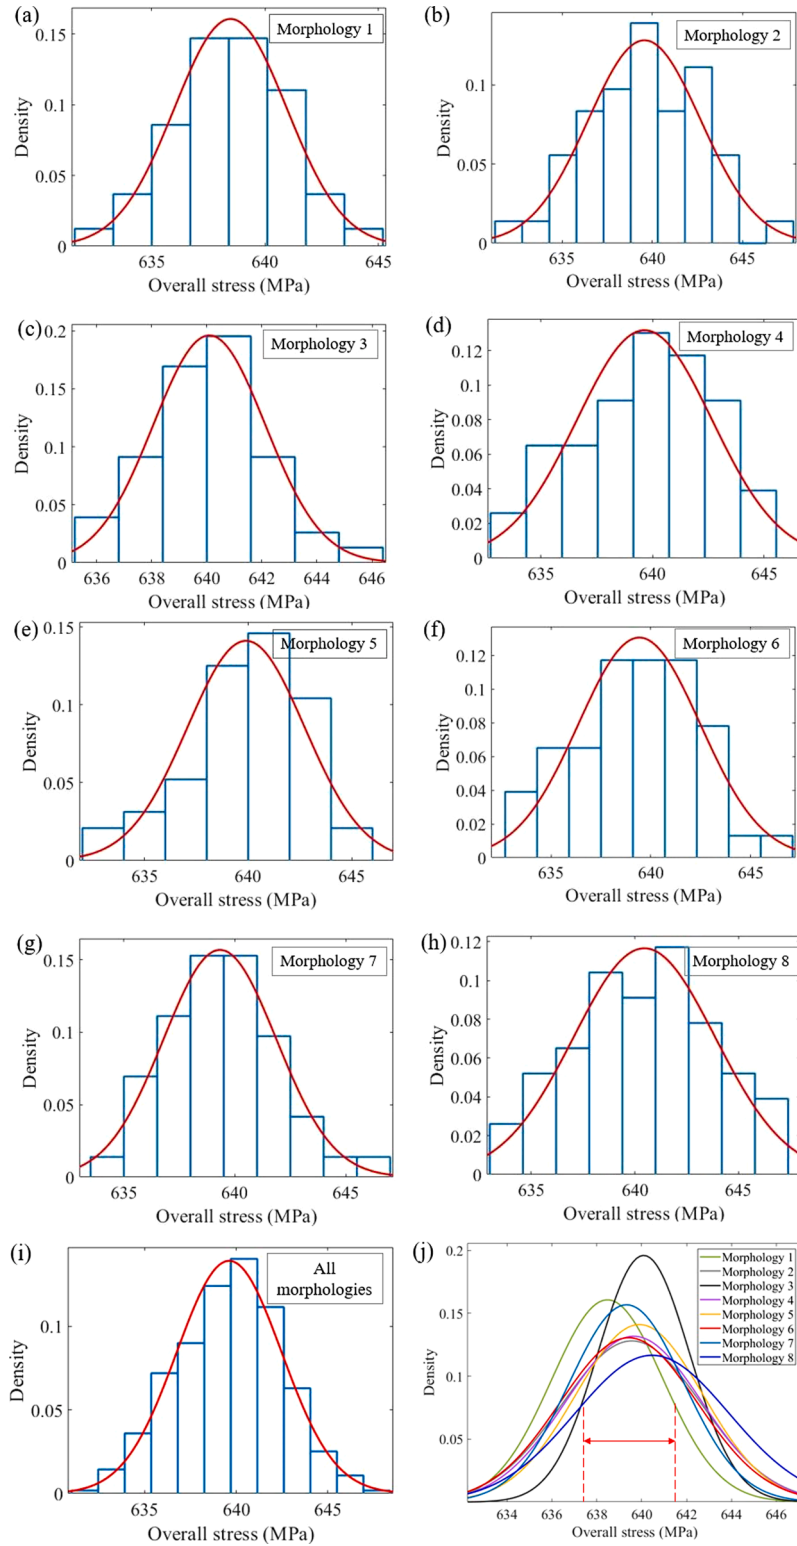 (a)
Morphology 1
0.15
0.1
0.05
0
Density
635
640
645
Overall stress (MPa)
(b)
Morphology 2
0.1
0.05
0
Density
635
640
645
Overall stress (MPa)
(c)
Morphology 3
0.2
0.15
0.1
0.05
0
Density
636
638
640
642
644
646
Overall stress (MPa)
(d)
Morphology 4
0.12
0.1
0.08
0.06
0.04
0.02
0
Density
635
640
645
Overall stress (MPa)
(e)
Morphology 5
0.15
0.1
0.05
0
Density
635
640
645
Overall stress (MPa)
(f)
Morphology 6
0.12
0.1
0.08
0.06
0.04
0.02
0
Density
635
640
645
Overall stress (MPa)
(g)
Morphology 7
0.15
0.1
0.05
0
Density
635
640
645
Overall stress (MPa)
(h)
Morphology 8
0.12
0.1
0.08
0.06
0.04
0.02
0
Density
635
640
645
Overall stress (MPa)
(i)
All
morphologies
0.1
0.05
0
Density
635
640
645
Overall stress (MPa)
(j)
Morphology 1
Morphology 2
Morphology 3
Morphology 4
Morphology 5
Morphology 6
Morphology 7
Morphology 8
0.2
0.15
0.1
0.05
Density
634
636
638
640
642
644
646
Overall stress (MPa)